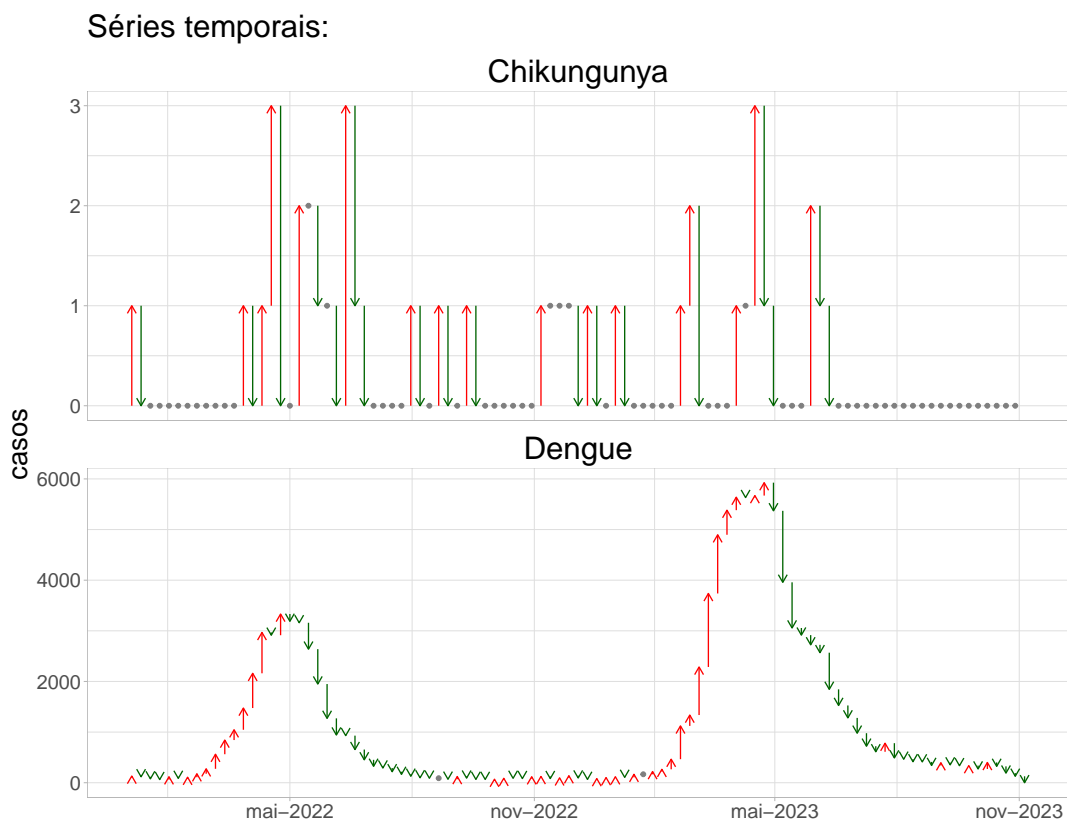 Séries temporais:
Chikungunya
3
2
1
0
casos
Dengue
6000
4000
2000
0
mai−2022
nov−2022
mai−2023
nov−2023